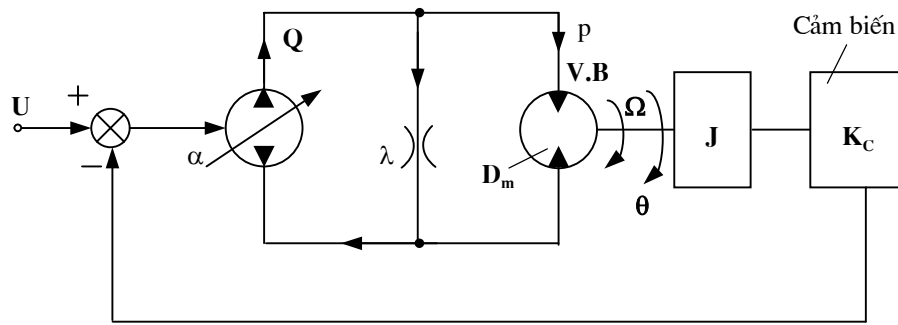 Cảm biến
Q
p
V.B
U
+
Ω
α
λ
J
K_C
−
D_m
θ